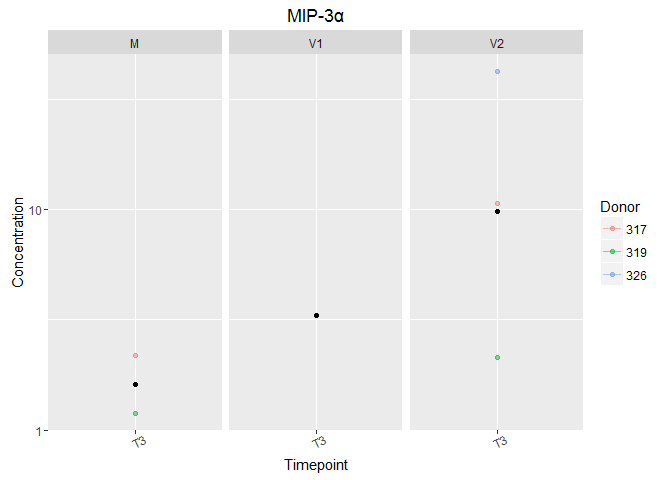 MIP-3α
M V1 V2
Concentration
10
1
T3 T3 T3
Timepoint
Donor
317
319
326